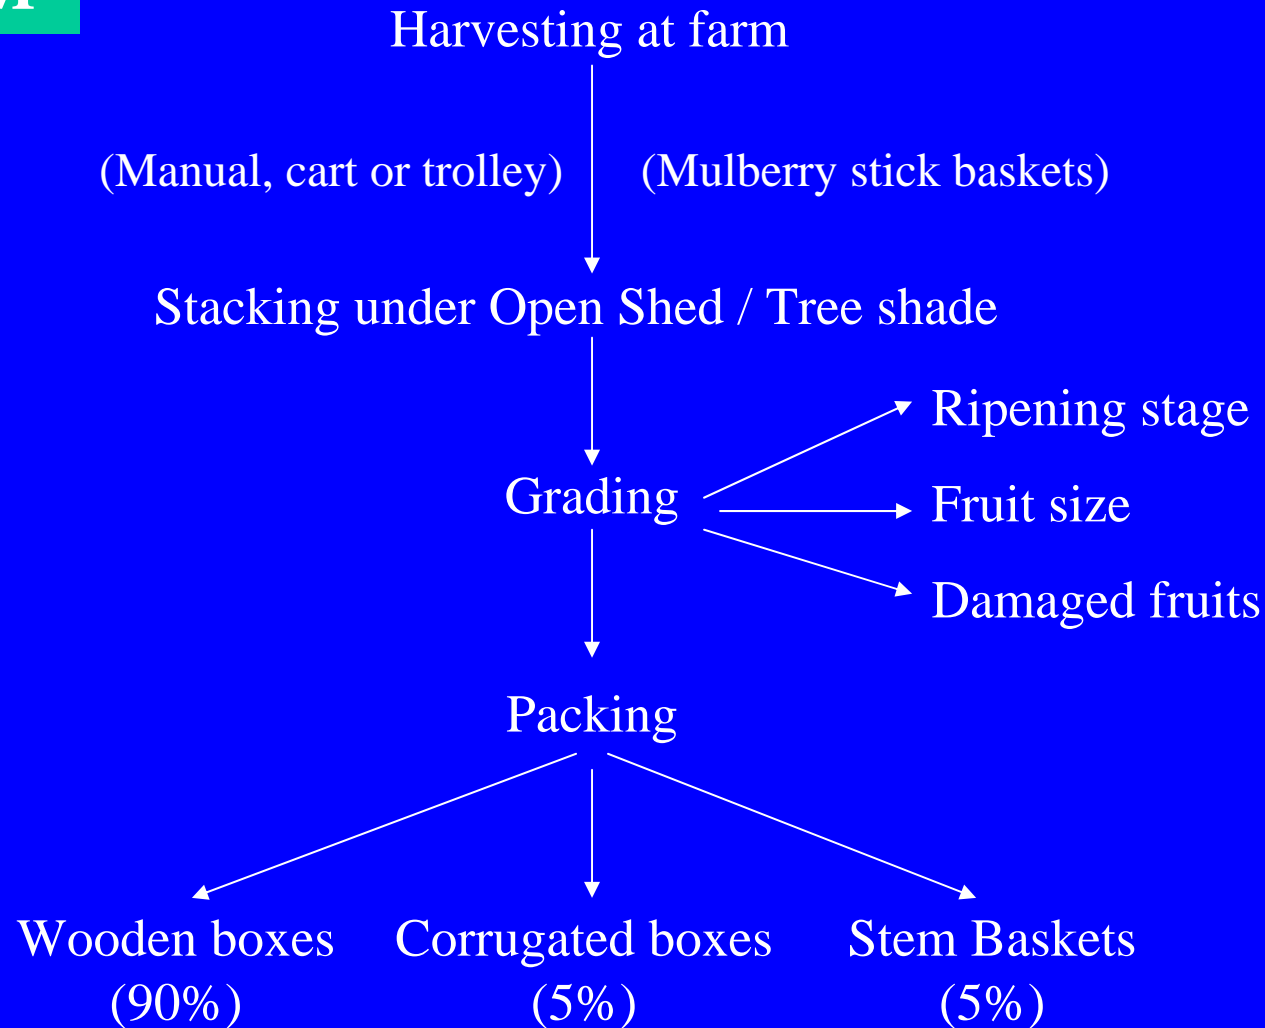 Harvesting at farm
(Manual, cart or trolley) (Mulberry stick baskets)
Stacking under Open Shed / Tree shade
Ripening stage
Grading
Fruit size
Damaged fruits
Packing
Wooden boxes Corrugated boxes Stem Baskets
(90%) (5%) (5%)